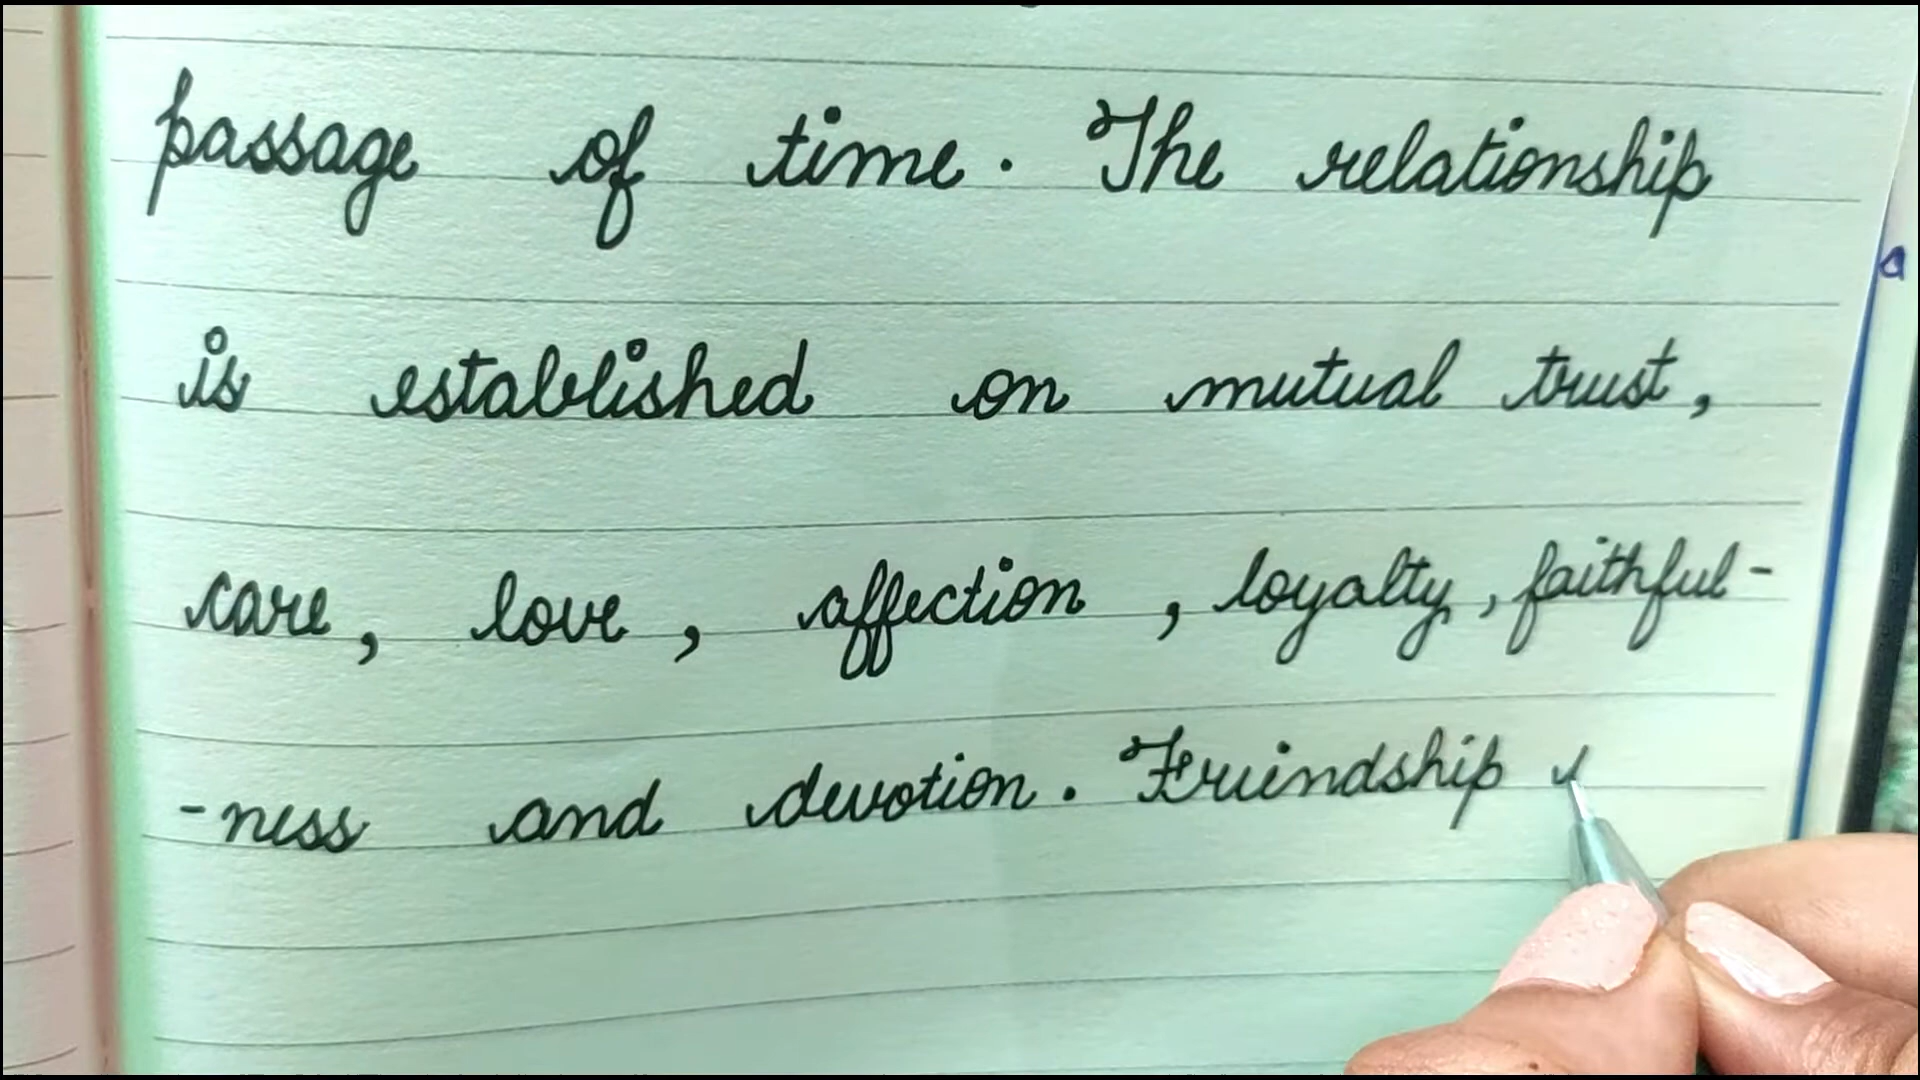 passage of time. The relationship
is established on mutual trust,
care, love, affection, loyalty, faithful-
-ness and devotion. Friendship